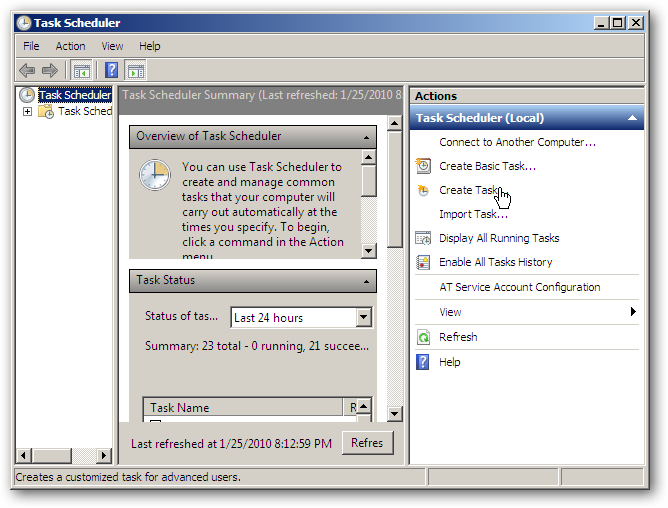 Task Scheduler
File Action View Help
Task Scheduler
Task Sched
Task Scheduler Summary (Last refreshed: 1/25/2010 8:
Overview of Task Scheduler
You can use Task Scheduler to
create and manage common
tasks that your computer will
carry out automatically at the
times you specify. To begin,
click a command in the Action
menu
Task Status
Status of tas...
Last 24 hours
Summary: 23 total - 0 running, 21 succee...
Task Name R
Last refreshed at 1/25/2010 8:12:59 PM
Refres
Actions
Task Scheduler (Local)
Connect to Another Computer...
Create Basic Task...
Create Task
Import Task...
Display All Running Tasks
Enable All Tasks History
AT Service Account Configuration
View
Refresh
Help
Creates a customized task for advanced users.